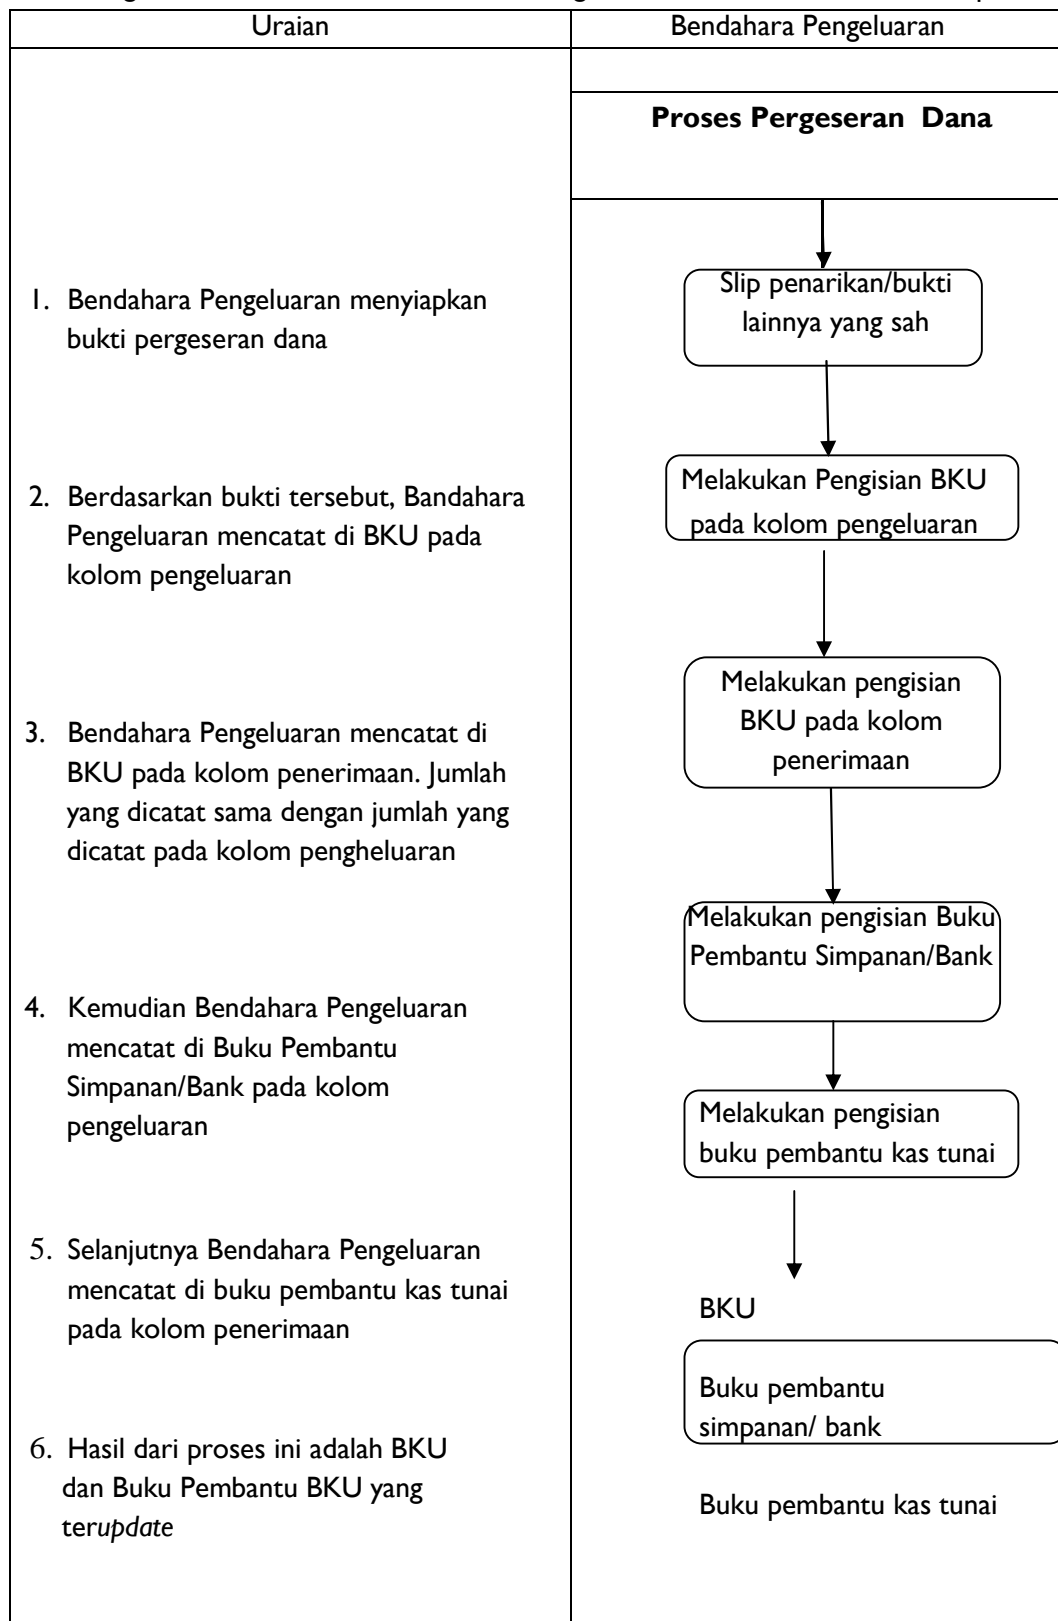 Uraian
Bendahara Pengeluaran
Proses Pergeseran Dana
1. Bendahara Pengeluaran menyiapkan
bukti pergeseran dana
2. Berdasarkan bukti tersebut, Bandahara
Pengeluaran mencatat di BKU pada
kolom pengeluaran
3. Bendahara Pengeluaran mencatat di
BKU pada kolom penerimaan. Jumlah
yang dicatat sama dengan jumlah yang
dicatat pada kolom pengheluaran
4. Kemudian Bendahara Pengeluaran
mencatat di Buku Pembantu
Simpanan/Bank pada kolom
pengeluaran
5. Selanjutnya Bendahara Pengeluaran
mencatat di buku pembantu kas tunai
pada kolom penerimaan
6. Hasil dari proses ini adalah BKU
dan Buku Pembantu BKU yang
terupdate
Slip penarikan/bukti
lainnya yang sah
Melakukan Pengisian BKU
pada kolom pengeluaran
Melakukan pengisian
BKU pada kolom
penerimaan
Melakukan pengisian Buku
Pembantu Simpanan/Bank
Melakukan pengisian
buku pembantu kas tunai
BKU
Buku pembantu
simpanan/ bank
Buku pembantu kas tunai